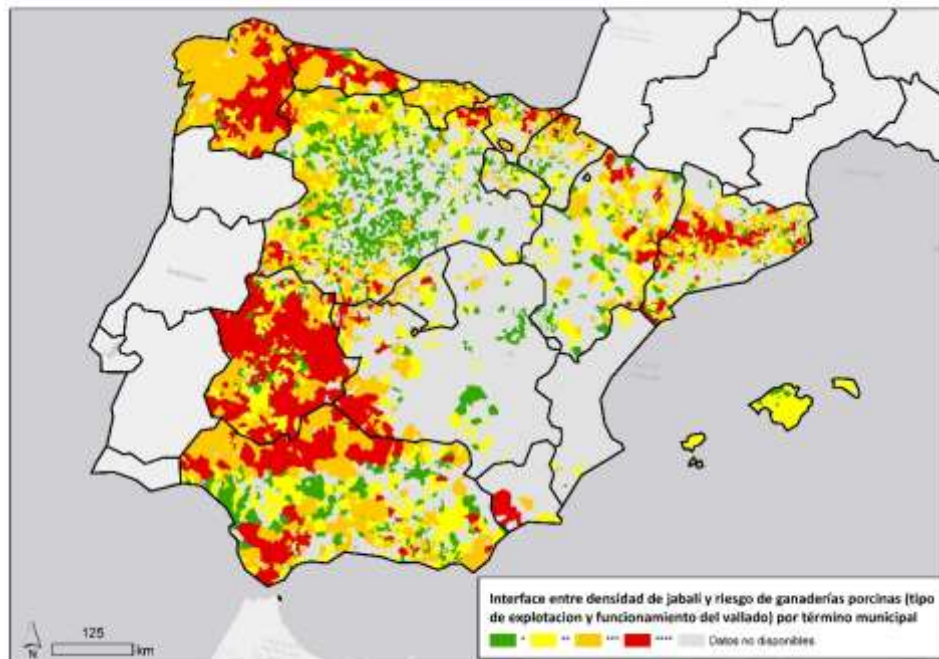 Interface entre densidad de jabalí y riesgo de ganaderías porcinas (tipo
de explotacion y funcionamiento del vallado) por término municipal
* ** *** **** Datos no disponibles
125
km
N